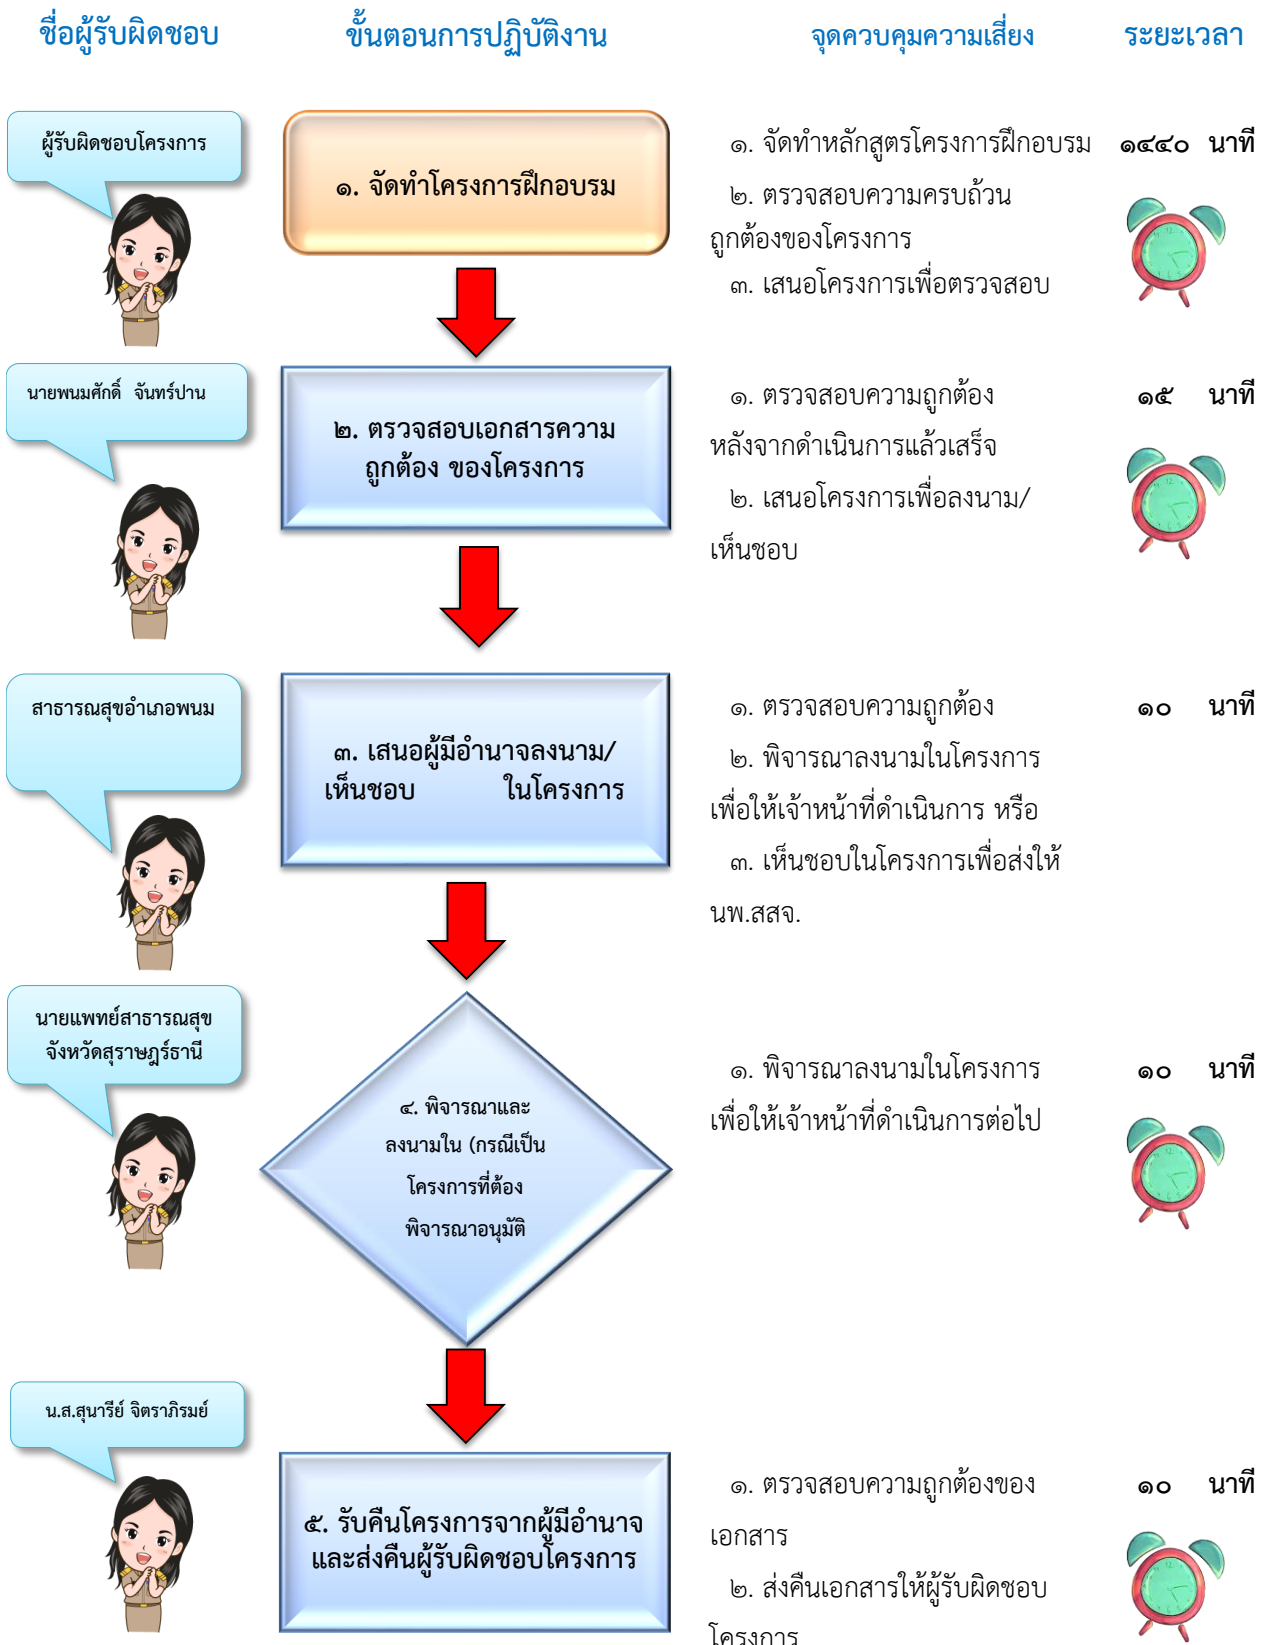 ชื่อผู้รับผิดชอบ ขั้นตอนการปฏิบัติงาน จุดควบคุมความเสี่ยง ระยะเวลา
ผู้รับผิดชอบโครงการ
๑. จัดทำโครงการฝึกอบรม
๑. จัดทำหลักสูตรโครงการฝึกอบรม
๒. ตรวจสอบความครบถ้วน
ถูกต้องของโครงการ
๓. เสนอโครงการเพื่อตรวจสอบ
๑๔๔๐ นาที
นายพนมศักดิ์ จันทร์ปาน
๒. ตรวจสอบเอกสารความ
ถูกต้อง ของโครงการ
๑. ตรวจสอบความถูกต้อง
หลังจากดำเนินการแล้วเสร็จ
๒. เสนอโครงการเพื่อลงนาม/
เห็นชอบ
๑๕ นาที
สาธารณสุขอำเภอพนม
๓. เสนอผู้มีอำนาจลงนาม/
เห็นชอบ ในโครงการ
๑. ตรวจสอบความถูกต้อง
๒. พิจารณาลงนามในโครงการ
เพื่อให้เจ้าหน้าที่ดำเนินการ หรือ
๓. เห็นชอบในโครงการเพื่อส่งให้
นพ.สสจ.
๑๐ นาที
นายแพทย์สาธารณสุข
จังหวัดสุราษฎร์ธานี
๔. พิจารณาและ
ลงนามใน (กรณีเป็น
โครงการที่ต้อง
พิจารณาอนุมัติ
๑. พิจารณาลงนามในโครงการ
เพื่อให้เจ้าหน้าที่ดำเนินการต่อไป
๑๐ นาที
น.ส.สุนารีย์ จิตราภิรมย์
๕. รับคืนโครงการจากผู้มีอำนาจ
และส่งคืนผู้รับผิดชอบโครงการ
๑. ตรวจสอบความถูกต้องของ
เอกสาร
๒. ส่งคืนเอกสารให้ผู้รับผิดชอบ
โครงการ
๑๐ นาที